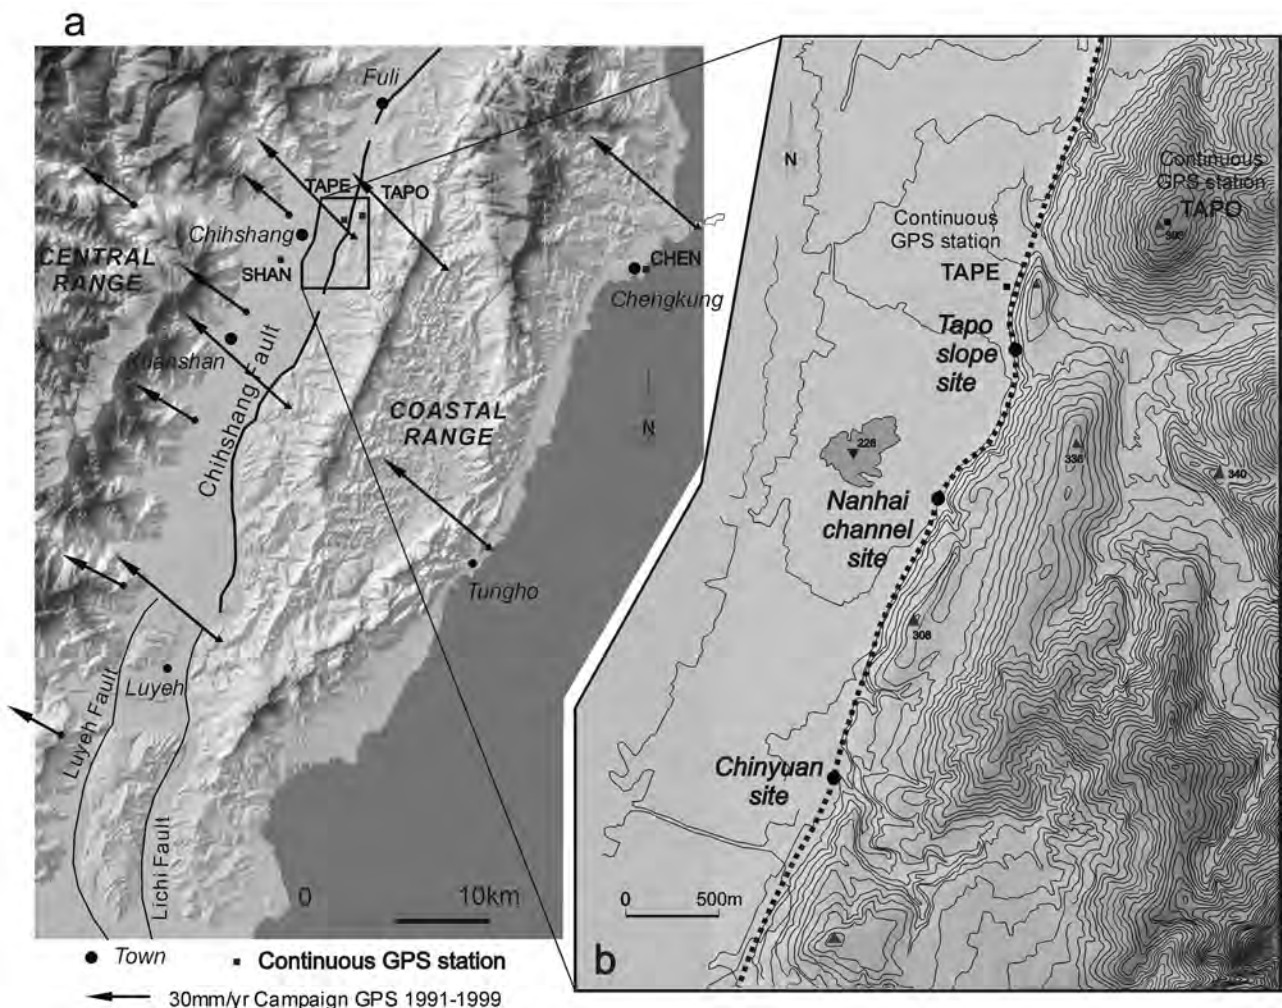 a
Fuli
TAPE
TAPO
Chihshang
SHAN
CENTRAL
RANGE
CHEN
Chengkung
Kuanshan
Chihshang Fault
COASTAL
RANGE
N
Tungho
Luyeh
Luyeh Fault
Lichi Fault
0
10km
Town
Continuous GPS station
30mm/yr Campaign GPS 1991-1999
N
Continuous
GPS station
TAPO
Continuous
GPS station
TAPE
Tapo
slope
site
228
336
340
Nanhai
channel
site
308
Chinyuan
site
0
500m
b